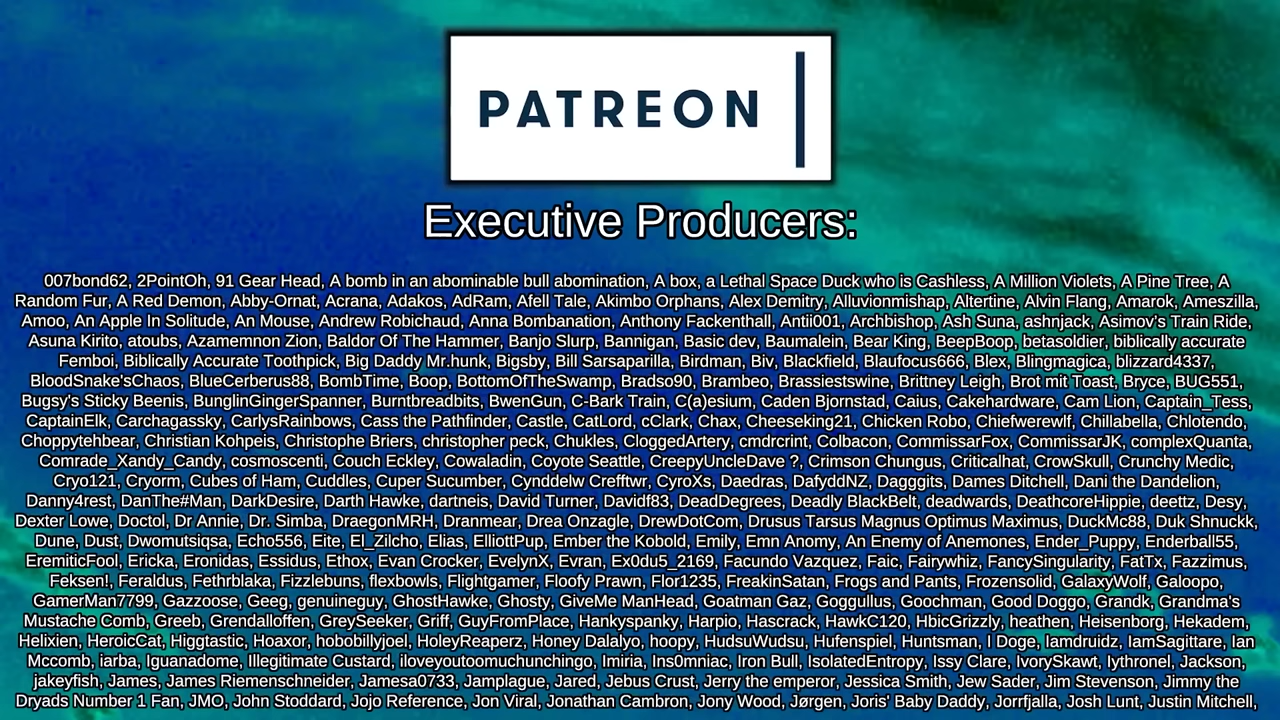 PATREON
Executive Producers:
007bond62, 2PointOh, 91 Gear Head, A bomb in an abominable bull abomination, A box, a Lethal Space Duck who is Cashless, A Million Violets, A Pine Tree, A
Random Fur, A Red Demon, Abby-Ornat, Acrana, Adakos, AdRam, Afell Tale, Akimbo Orphans, Alex Demitry, Alluvionmishap, Altertine, Alvin Flang, Amarok, Ameszilla,
Amoo, An Apple In Solitude, An Mouse, Andrew Robichaud, Anna Bombanation, Anthony Fackenthall, Antii001, Archbishop, Ash Suna, ashnjack, Asimov's Train Ride,
Asuna Kirito, atoubs, Azamemnon Zion, Baldor Of The Hammer, Banjo Slurp, Bannigan, Basic dev, Baumalein, Bear King, BeepBoop, betasoldier, biblically accurate
Femboi, Biblically Accurate Toothpick, Big Daddy Mr.hunk, Bigsby, Bill Sarsaparilla, Birdman, Biv, Blackfield, Blaufocus666, Blex, Blingmagica, blizzard4337,
BloodSnake'sChaos, BlueCerberus88, BombTime, Boop, BottomOfTheSwamp, Bradso90, Brambeo, Brassiestswine, Brittney Leigh, Brot mit Toast, Bryce, BUG551,
Bugsy's Sticky Beenis, BunglinGingerSpanner, Burntbreadbits, BwenGun, C-Bark Train, C(a)esium, Caden Bjornstad, Caius, Cakehardware, Cam Lion, Captain_Tess,
CaptainElk, Carchagassky, CarlysRainbows, Cass the Pathfinder, Castle, CatLord, cClark, Chax, Cheeseking21, Chicken Robo, Chiefwerewlf, Chillabella, Chlotendo,
Choppytehbear, Christian Kohpeis, Christophe Briers, christopher peck, Chukles, CloggedArtery, cmdrcrint, Colbacon, CommissarFox, CommissarJK, complexQuanta,
Comrade_Xandy_Candy, cosmoscenti, Couch Eckley, Cowaladin, Coyote Seattle, CreepyUncleDave ?, Crimson Chungus, Criticalhat, CrowSkull, Crunchy Medic,
Cryo121, Cryorm, Cubes of Ham, Cuddles, Cuper Sucumber, Cynddelw Crefftwr, CyroXs, Daedras, DafyddNZ, Dagggits, Dames Ditchell, Dani the Dandelion,
Danny4rest, DanThe#Man, DarkDesire, Darth Hawke, dartneis, David Turner, Davidf83, DeadDegrees, Deadly BlackBelt, deadwards, DeathcoreHippie, deettz, Desy,
Dexter Lowe, Doctol, Dr Annie, Dr. Simba, DraegonMRH, Dranmear, Drea Onzagle, DrewDotCom, Drusus Tarsus Magnus Optimus Maximus, DuckMc88, Duk Shnuckk,
Dune, Dust, Dwomutsiqsa, Echo556, Eite, El_Zilcho, Elias, ElliottPup, Ember the Kobold, Emily, Emn Anomy, An Enemy of Anemones, Ender_Puppy, Enderball55,
EremiticFool, Ericka, Eronidas, Essidus, Ethox, Evan Crocker, EvelynX, Evran, Ex0du5_2169, Facundo Vazquez, Faic, Fairywhiz, FancySingularity, FatTx, Fazzimus,
Feksen!, Feraldus, Fethrblaka, Fizzlebuns, flexbowls, Flightgamer, Floofy Prawn, Flor1235, FreakinSatan, Frogs and Pants, Frozensolid, GalaxyWolf, Galoopo,
GamerMan7799, Gazzoose, Geeg, genuineguy, GhostHawke, Ghosty, GiveMe ManHead, Goatman Gaz, Goggullus, Goochman, Good Doggo, Grandk, Grandma's
Mustache Comb, Greeb, Grendalloffen, GreySeeker, Griff, GuyFromPlace, Hankyspanky, Harpio, Hascrack, HawkC120, HbicGrizzly, heathen, Heisenborg, Hekadem,
Helixien, HeroicCat, Higgtastic, Hoaxor, hobobillyjoel, HoleyReaperz, Honey Dalalyo, hoopy, HudsuWudsu, Hufenspiel, Huntsman, I Doge, Iamdruidz, IamSagittare, Ian
Mccomb, iarba, Iguanadome, Illegitimate Custard, iloveyoutoomuchunchingo, Imiria, Ins0mniac, Iron Bull, IsolatedEntropy, Issy Clare, IvorySkawt, Iythronel, Jackson,
jakeyfish, James, James Riemenschneider, Jamesa0733, Jamplague, Jared, Jebus Crust, Jerry the emperor, Jessica Smith, Jew Sader, Jim Stevenson, Jimmy the
Dryads Number 1 Fan, JMO, John Stoddard, Jojo Reference, Jon Viral, Jonathan Cambron, Jony Wood, Jørgen, Joris' Baby Daddy, Jorrfjalla, Josh Lunt, Justin Mitchell,